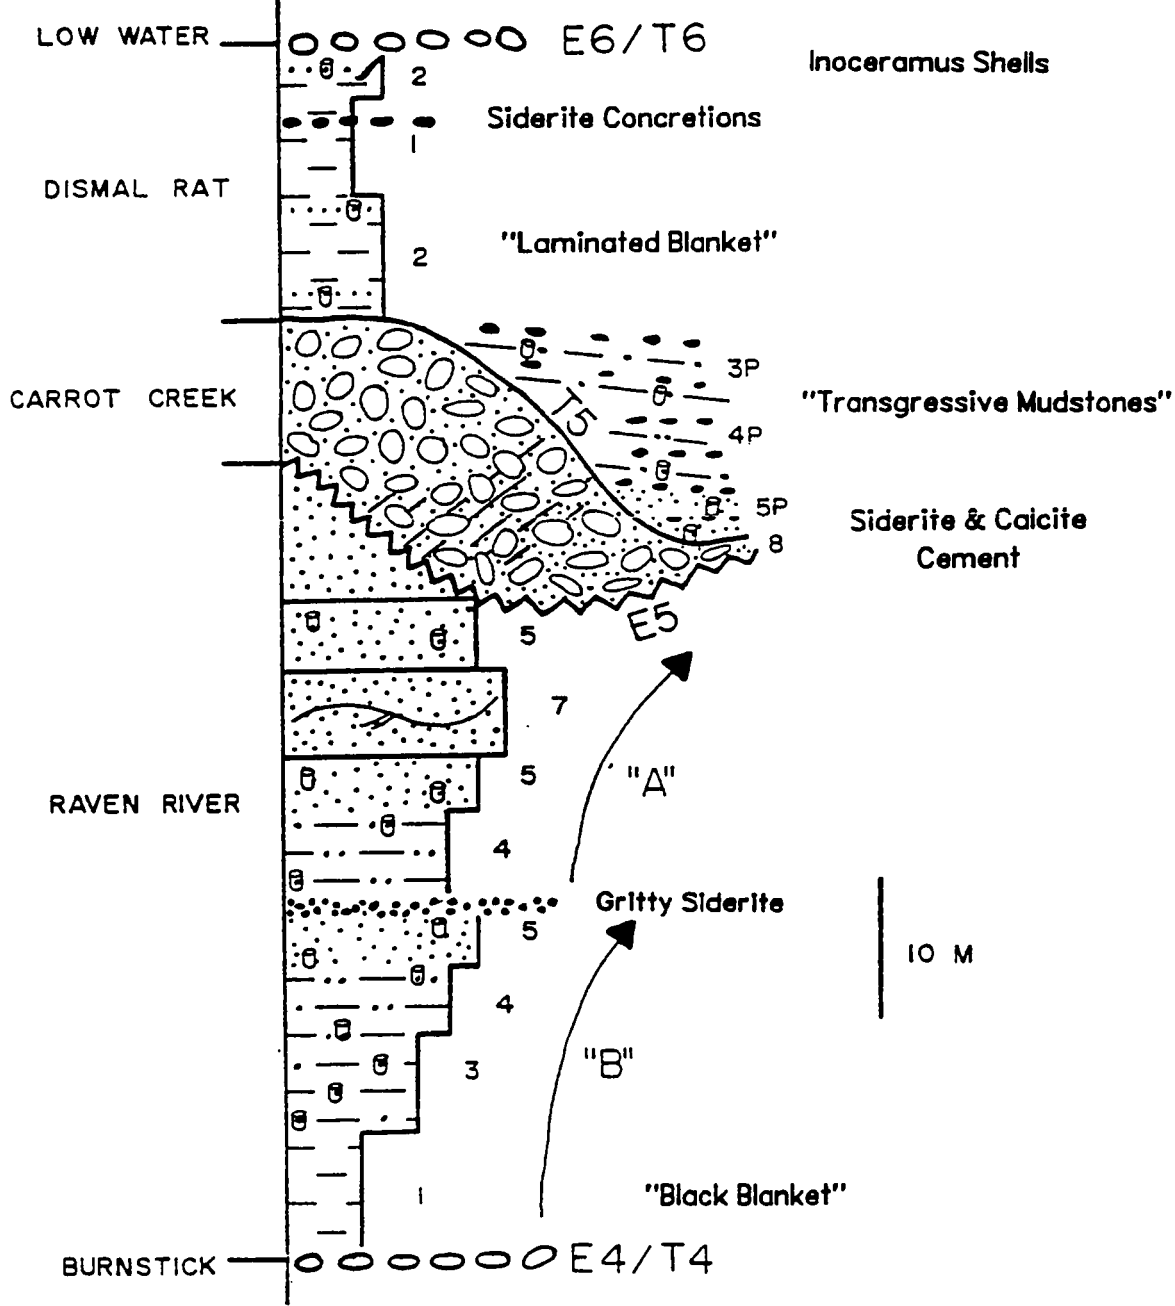 LOW WATER
E6/T6
Inoceramus Shells
2
Siderite Concretions
1
DISMAL RAT
"Laminated Blanket"
2
3P
CARROT CREEK
T5
"Transgressive Mudstones"
4P
5P
Siderite & Calcite
Cement
8
E5
5
7
5
"A"
RAVEN RIVER
4
Gritty Siderite
5
10 M
4
3
"B"
1
"Black Blanket"
BURNSTICK
E4/T4